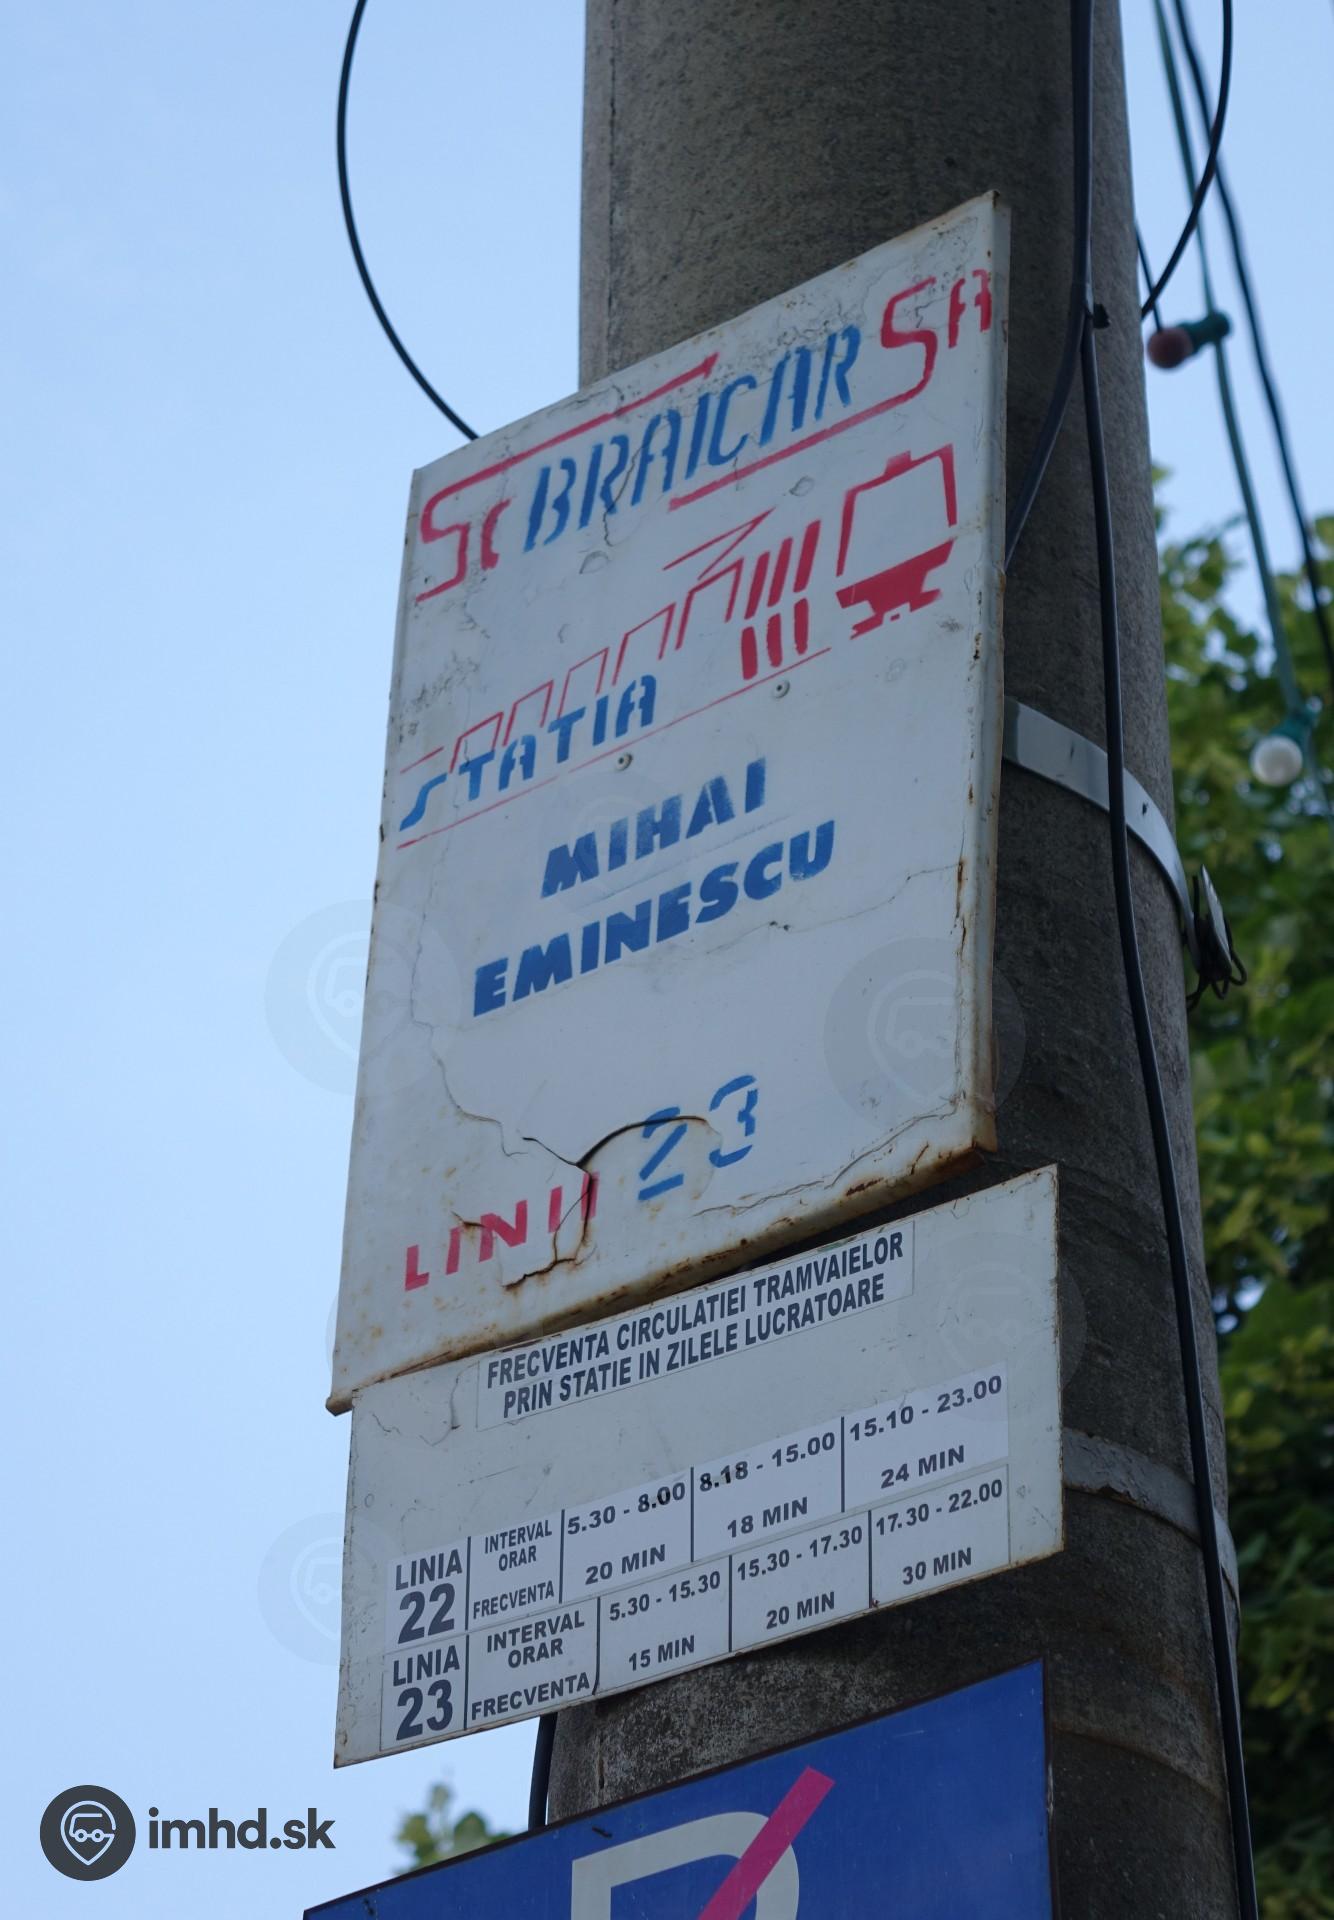 Sc BRAICAR SA
STATIA
MIHAI
EMINESCU
LINII 23
FRECVENTA CIRCULATIEI TRAMVAIELOR
PRIN STATIE IN ZILELE LUCRATOARE
LINIA 22 INTERVAL ORAR 5.30 - 8.00 8.18 - 15.00 15.10 - 23.00
FRECVENTA 20 MIN 18 MIN 24 MIN
LINIA 23 INTERVAL ORAR 5.30 - 15.30 15.30 - 17.30 17.30 - 22.00
FRECVENTA 15 MIN 20 MIN 30 MIN
P
imhd.sk